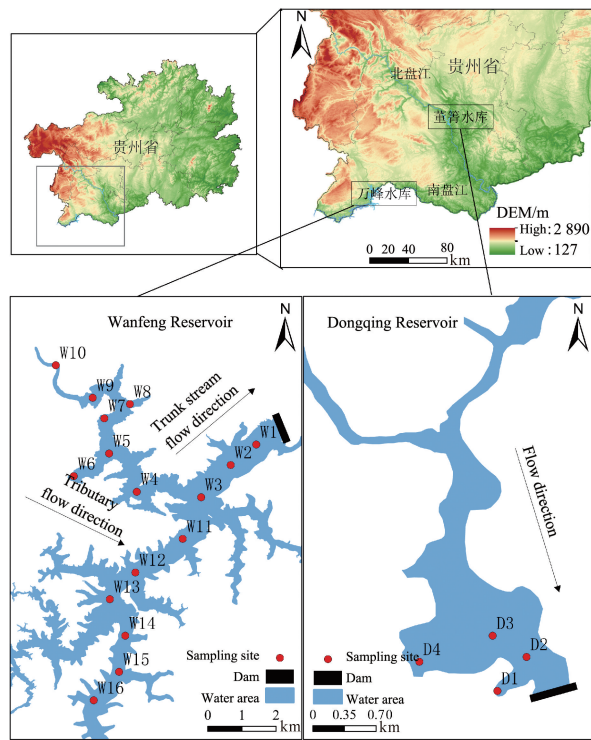 贵州省
N
贵州省
北盘江
董箐水库
万峰水库
南盘江
DEM/m
High:2 890
Low:127
0 20 40 80
km
Wanfeng Reservoir
N
W10
W9
W8
W7
Trunk stream
flow direction
W5
W1
W2
W6
W4
W3
Tributary
flow direction
W11
W12
W13
W14
W15
W16
Sampling site
Dam
Water area
0 1 2
km
Dongqing Reservoir
N
Flow direction
D3
D4
D2
D1
Sampling site
Dam
Water area
0 0.35 0.70
km